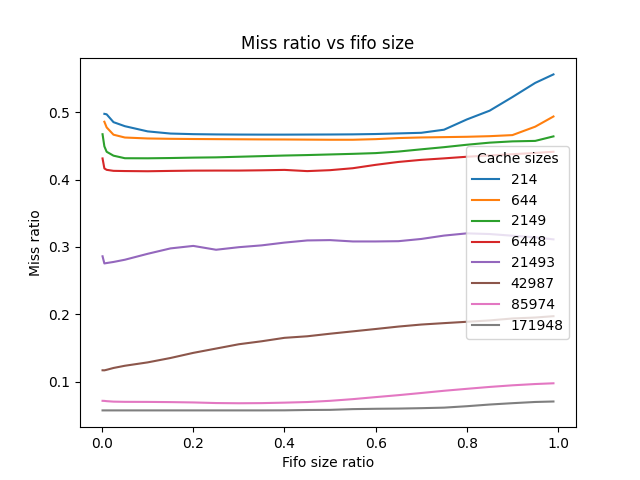 Miss ratio vs fifo size
Miss ratio
0.5
0.4
0.3
0.2
0.1
Cache sizes
214
644
2149
6448
21493
42987
85974
171948
0.0 0.2 0.4 0.6 0.8 1.0
Fifo size ratio